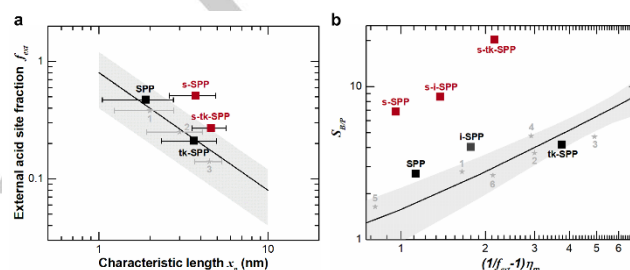 a
External acid site fraction f_ext
1
0.1
SPP
s-SPP
1
2
s-tk-SPP
tk-SPP
3
1
10
Characteristic length x_p (nm)
b
S_B/P
10
s-tk-SPP
s-i-SPP
s-SPP
4
i-SPP
SPP
1
2
tk-SPP
3
6
5
1
2
3
4
5
6
(1/f_ext-1)η_m